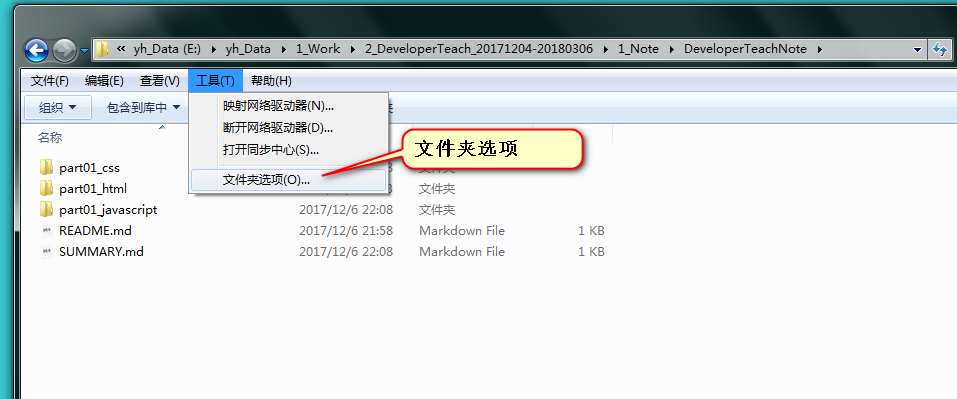 « yh_Data (E:) ▸ yh_Data ▸ 1_Work ▸ 2_DeveloperTeach_20171204-20180306 ▸ 1_Note ▸ DeveloperTeachNote ▸
文件(F) 编辑(E) 查看(V) 工具(T) 帮助(H)
组织 ▼ 包含到库中 ▼
映射网络驱动器(N)...
断开网络驱动器(D)...
打开同步中心(S)...
文件夹选项(O)...
文件夹选项
名称
part01_css 文件夹
part01_html 文件夹
part01_javascript 2017/12/6 22:08 文件夹
README.md 2017/12/6 21:58 Markdown File 1 KB
SUMMARY.md 2017/12/6 22:08 Markdown File 1 KB